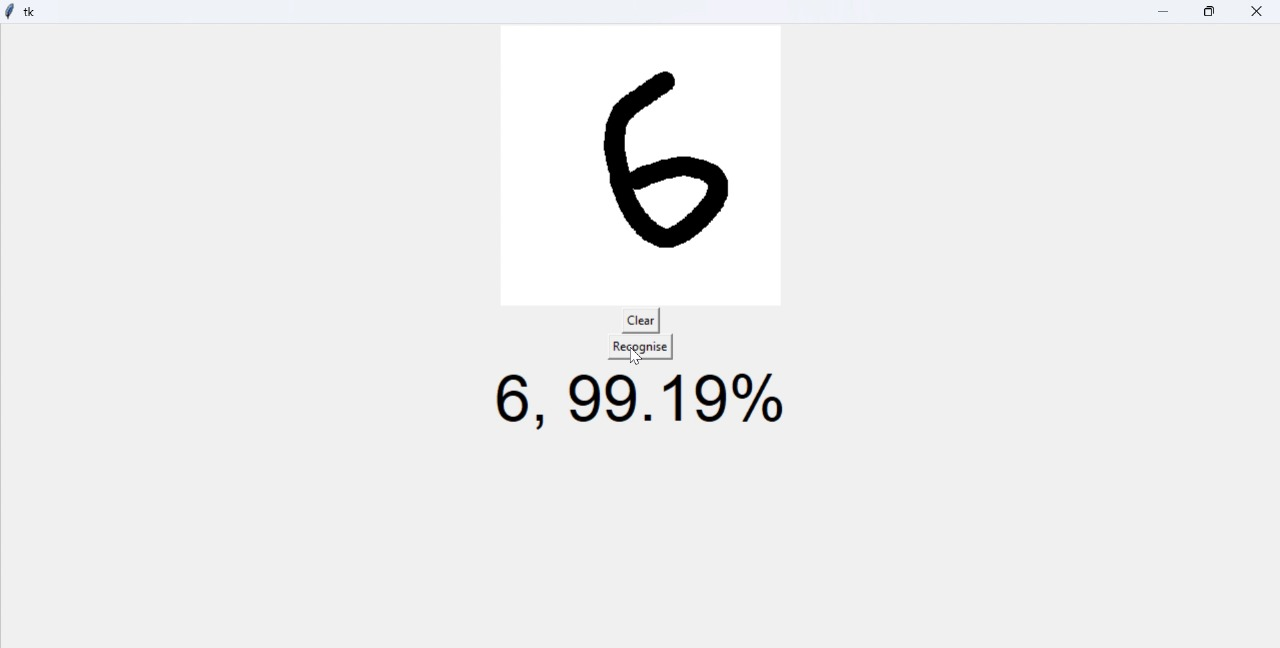 tk
6
Clear
Recognise
6, 99.19%